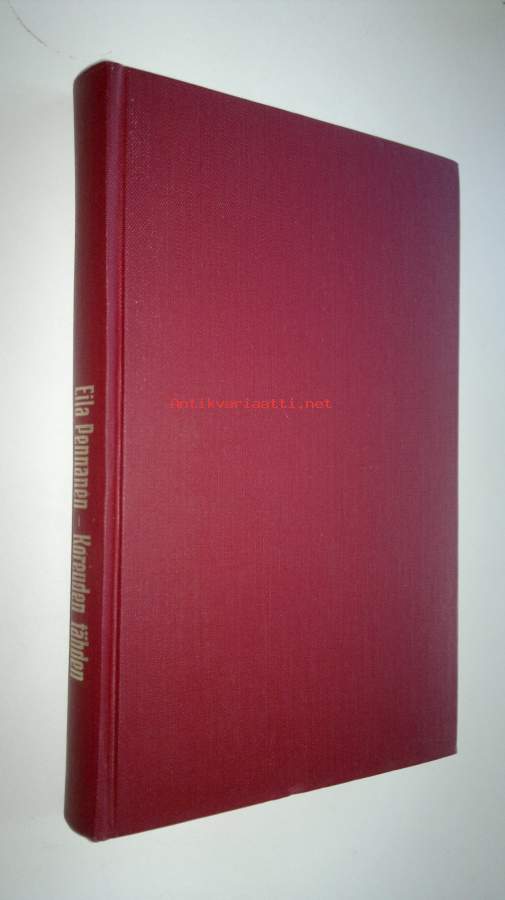 Eila Pennanen – Koreuden tähden
Antikvariaatti.net